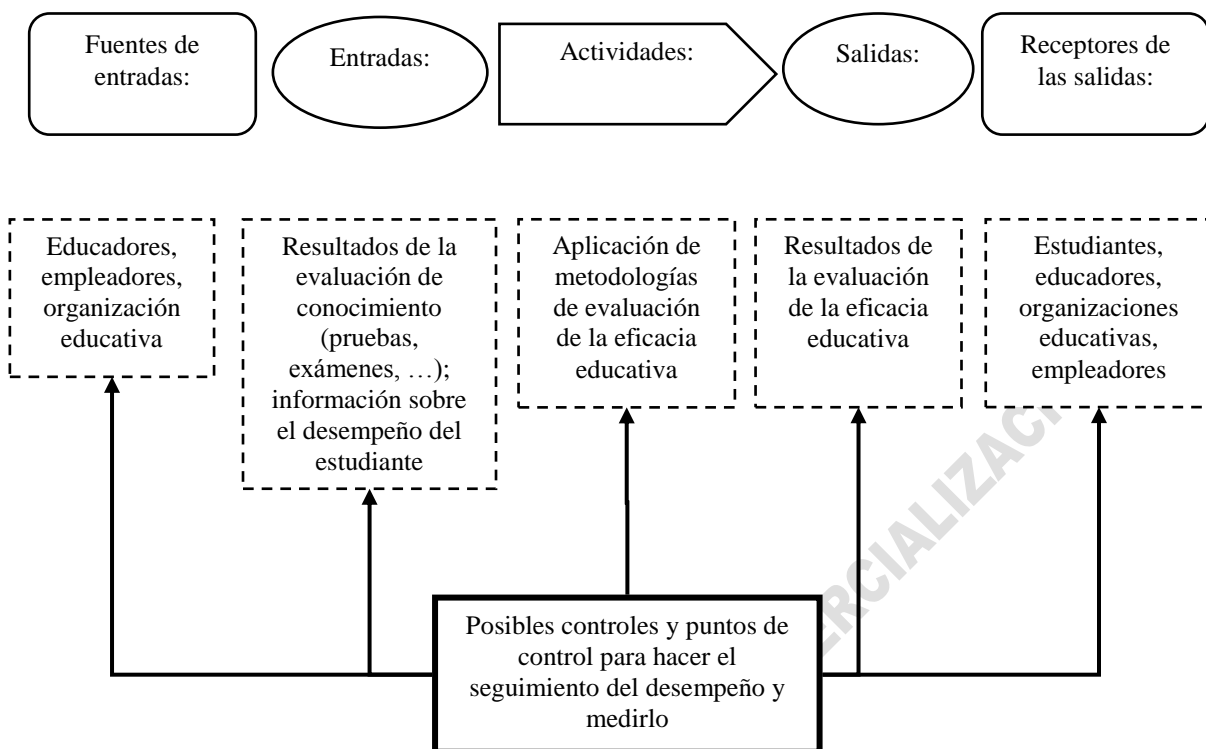 Fuentes de
entradas:
Entradas:
Actividades:
Salidas:
Receptores de
las salidas:
Educadores,
empleadores,
organización
educativa
Resultados de la
evaluación de
conocimiento
(pruebas,
exámenes, …);
información sobre
el desempeño del
estudiante
Aplicación de
metodologías
de evaluación
de la eficacia
educativa
Resultados de
la evaluación
de la eficacia
educativa
Estudiantes,
educadores,
organizaciones
educativas,
empleadores
Posibles controles y puntos de
control para hacer el
seguimiento del desempeño y
medirlo
ERCIALIZACI